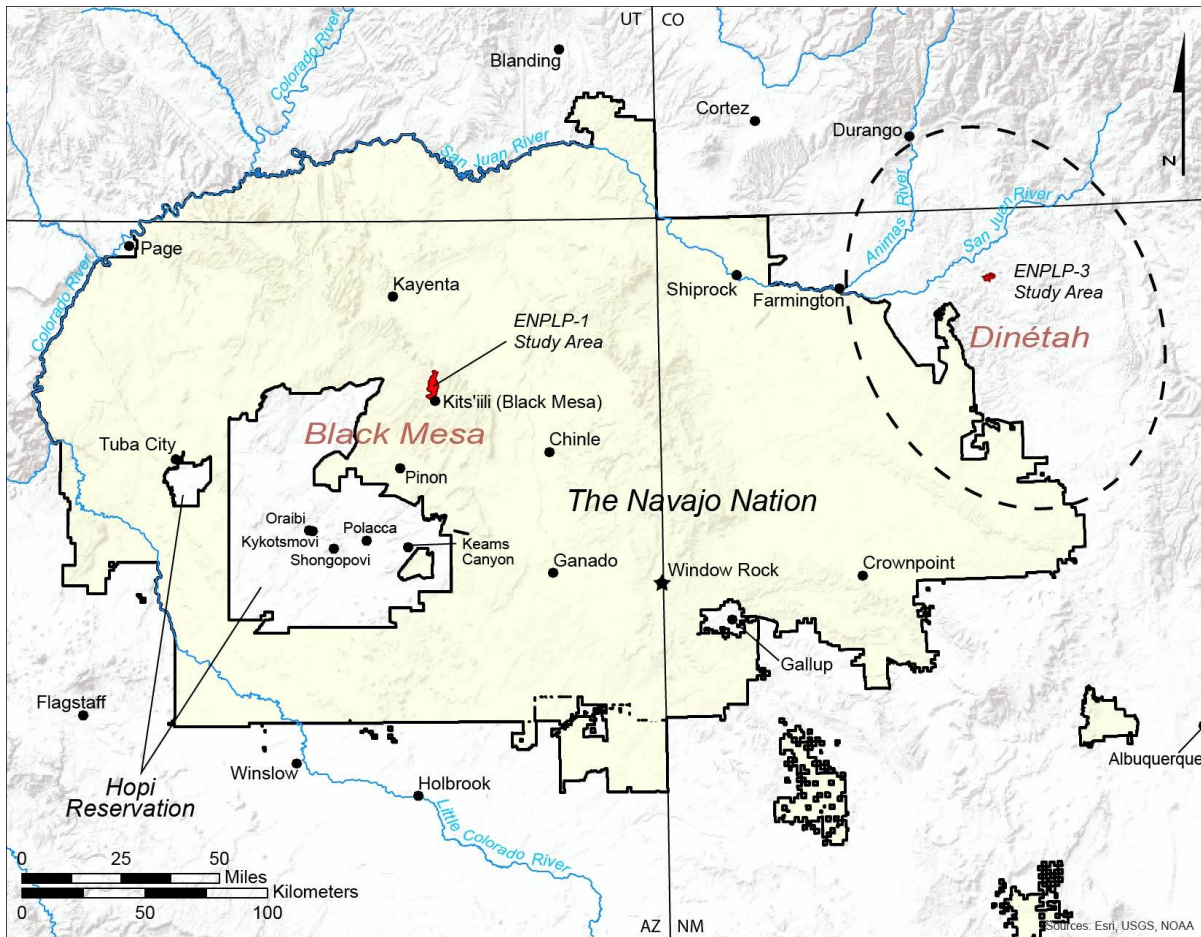 UT CO
Blanding
Colorado River
Cortez
Durango
San Juan River
Animas River
San Juan River
N
Page
Colorado River
Kayenta
Shiprock
Farmington
ENPLP-3
Study Area
ENPLP-1
Study Area
Dinétah
Kits'iili (Black Mesa)
Black Mesa
Tuba City
Chinle
Pinon
The Navajo Nation
Oraibi
Kykotsmovi
Polacca
Shongopovi
Keams
Canyon
Ganado
Window Rock
Crownpoint
Gallup
Flagstaff
Albuquerque
Winslow
Holbrook
Hopi
Reservation
Little Colorado River
0 25 50
Miles
Kilometers
0 50 100
AZ NM
Sources: Esri, USGS, NOAA